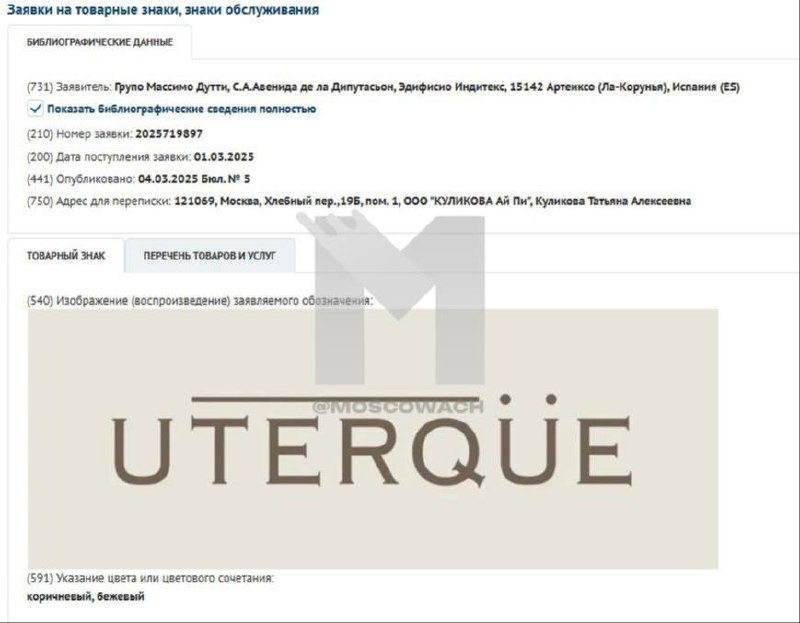 Заявки на товарные знаки, знаки обслуживания
БИБЛИОГРАФИЧЕСКИЕ ДАННЫЕ
(731) Заявитель: Групо Массимо Дутти, С.А.Авенида де ла Дипутасьон, Эдифисио Индитекс, 15142 Артеиксо (Ла-Корунья), Испания (ES)
Показать библиографические сведения полностью
(210) Номер заявки: 2025719897
(200) Дата поступления заявки: 01.03.2025
(441) Опубликовано: 04.03.2025 Бюл. № 5
(750) Адрес для переписки: 121069, Москва, Хлебный пер.,19Б, пом. 1, ООО "КУЛИКОВА Ай Пи", Куликова Татьяна Алексеевна
ТОВАРНЫЙ ЗНАК ПЕРЕЧЕНЬ ТОВАРОВ И УСЛУГ
(540) Изображение (воспроизведение) заявляемого обозначения:
@MOSCOWACH
UTERQÜE
(591) Указание цвета или цветового сочетания:
коричневый, бежевый